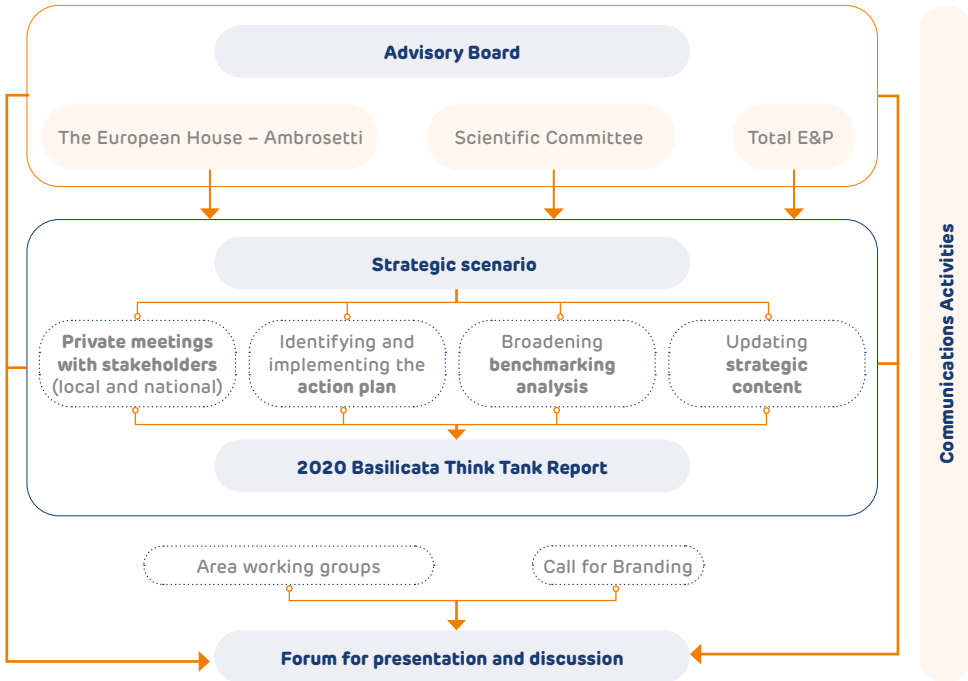 Advisory Board
The European House – Ambrosetti
Scientific Committee
Total E&P
Strategic scenario
Private meetings
with stakeholders
(local and national)
Identifying and
implementing the
action plan
Broadening
benchmarking
analysis
Updating
strategic
content
2020 Basilicata Think Tank Report
Area working groups
Call for Branding
Forum for presentation and discussion
Communications Activities